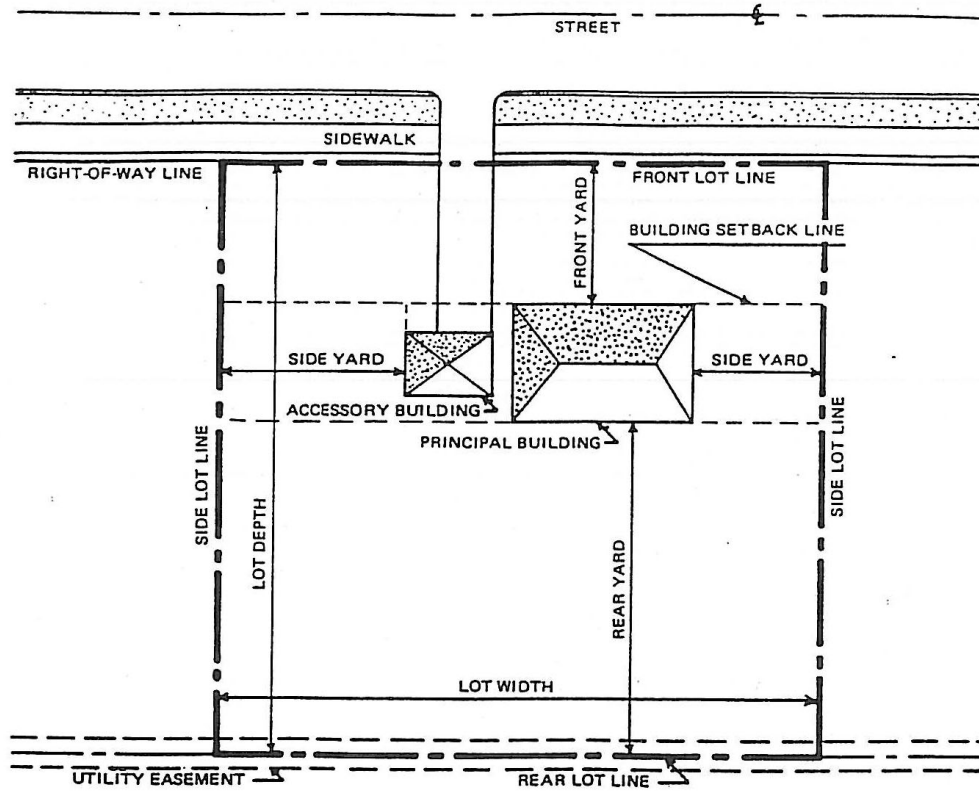 ℄
STREET
SIDEWALK
RIGHT-OF-WAY LINE
FRONT LOT LINE
FRONT YARD
BUILDING SETBACK LINE
SIDE YARD
SIDE YARD
ACCESSORY BUILDING
PRINCIPAL BUILDING
SIDE LOT LINE
LOT DEPTH
REAR YARD
SIDE LOT LINE
LOT WIDTH
UTILITY EASEMENT
REAR LOT LINE